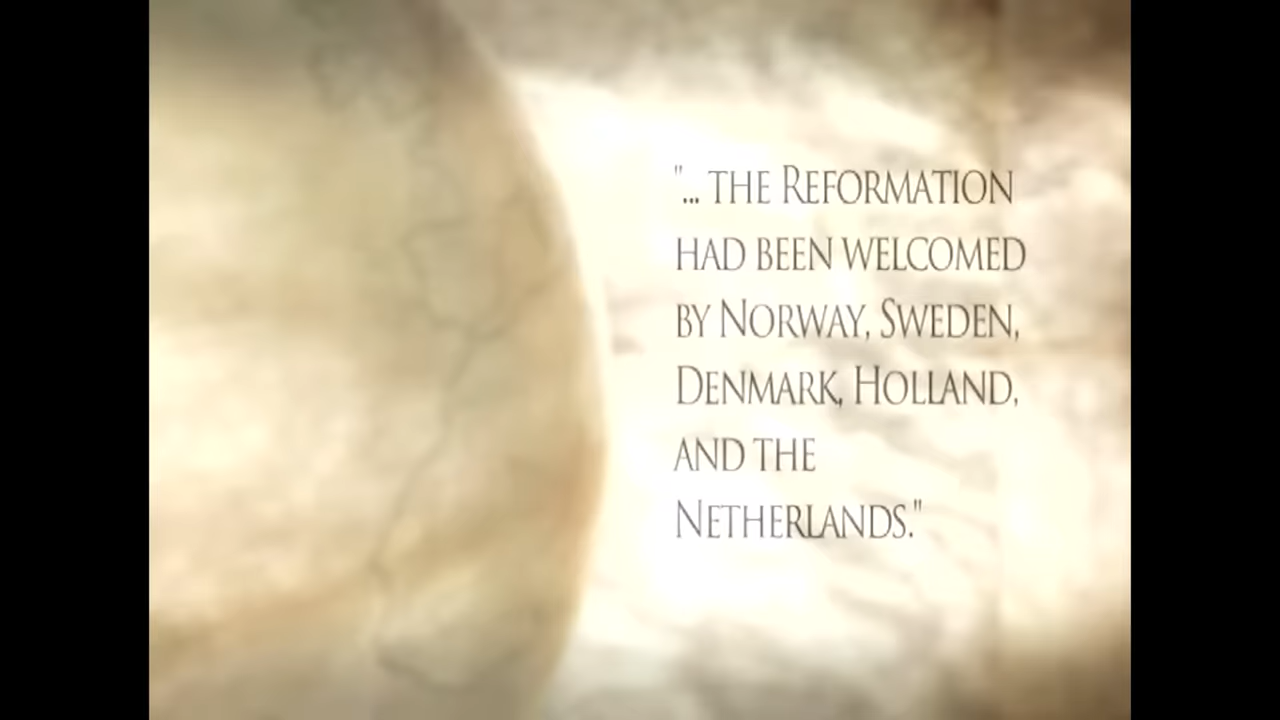 "... the Reformation
had been welcomed
by Norway, Sweden,
Denmark, Holland,
and the
Netherlands."